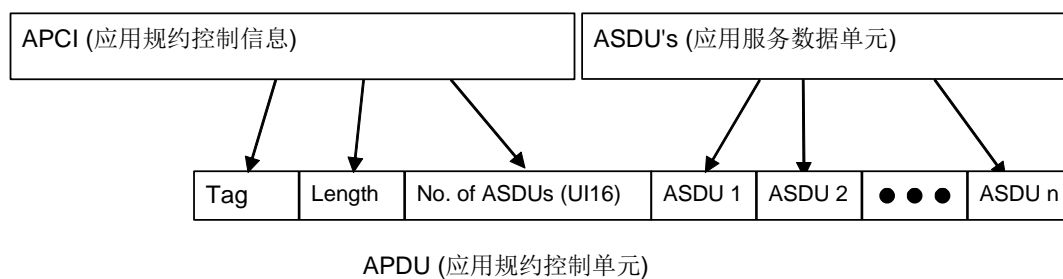 APCI (应用规约控制信息)
ASDU's (应用服务数据单元)
Tag
Length
No. of ASDUs (UI16)
ASDU 1
ASDU 2
ASDU n
APDU (应用规约控制单元)